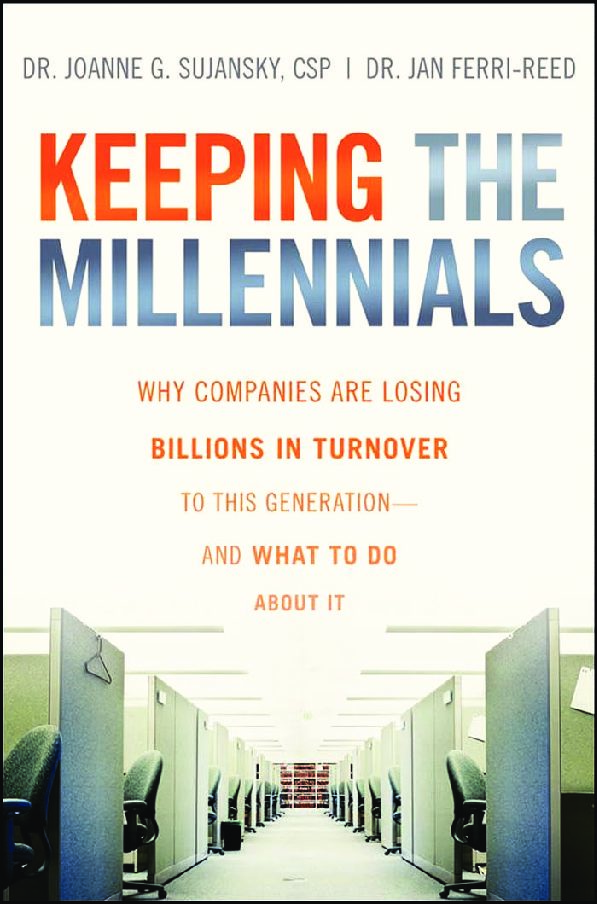 DR. JOANNE G. SUJANSKY, CSP | DR. JAN FERRI-REED
KEEPING THE
MILLENNIALS
WHY COMPANIES ARE LOSING
BILLIONS IN TURNOVER
TO THIS GENERATION—
AND WHAT TO DO
ABOUT IT